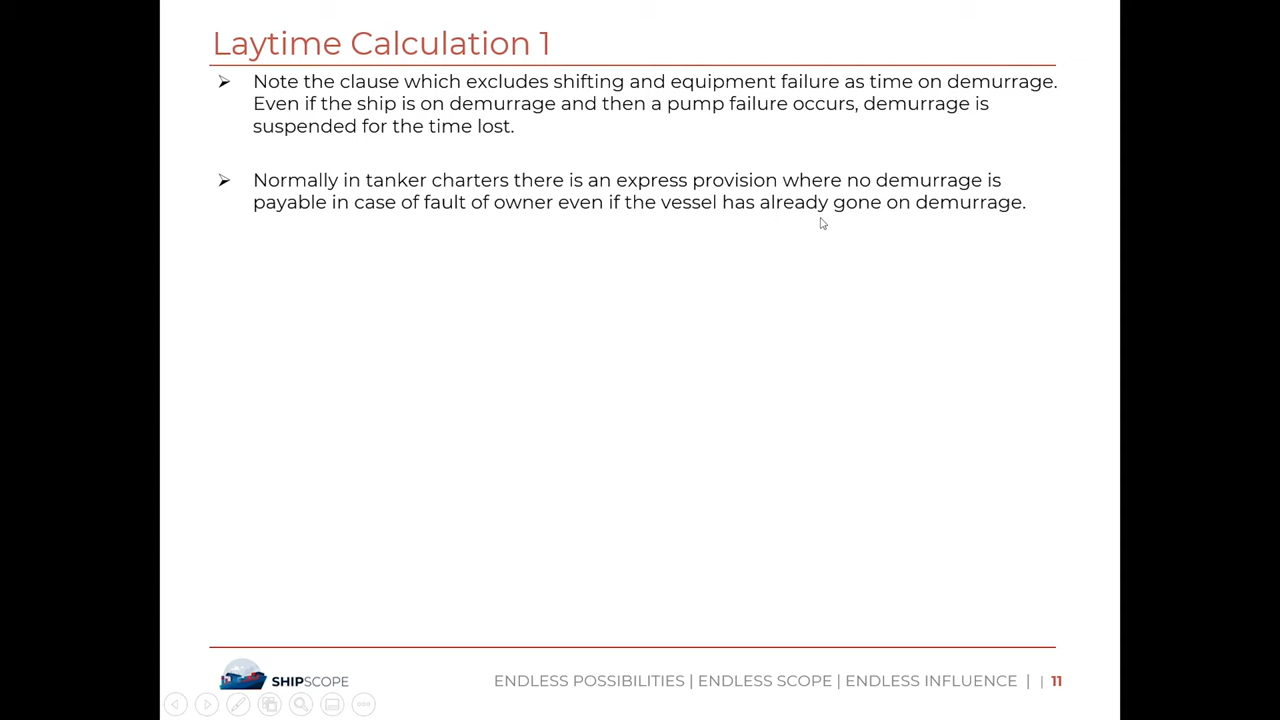 Laytime Calculation 1
Note the clause which excludes shifting and equipment failure as time on demurrage.
Even if the ship is on demurrage and then a pump failure occurs, demurrage is
suspended for the time lost.
Normally in tanker charters there is an express provision where no demurrage is
payable in case of fault of owner even if the vessel has already gone on demurrage.
SHIPSCOPE
ENDLESS POSSIBILITIES | ENDLESS SCOPE | ENDLESS INFLUENCE | | 11